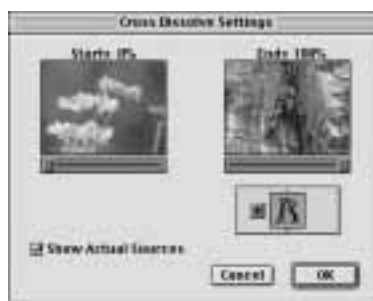 Cross Dissolve Settings
Start: 0%
End: 100%
Show Actual Sources
Cancel
OK